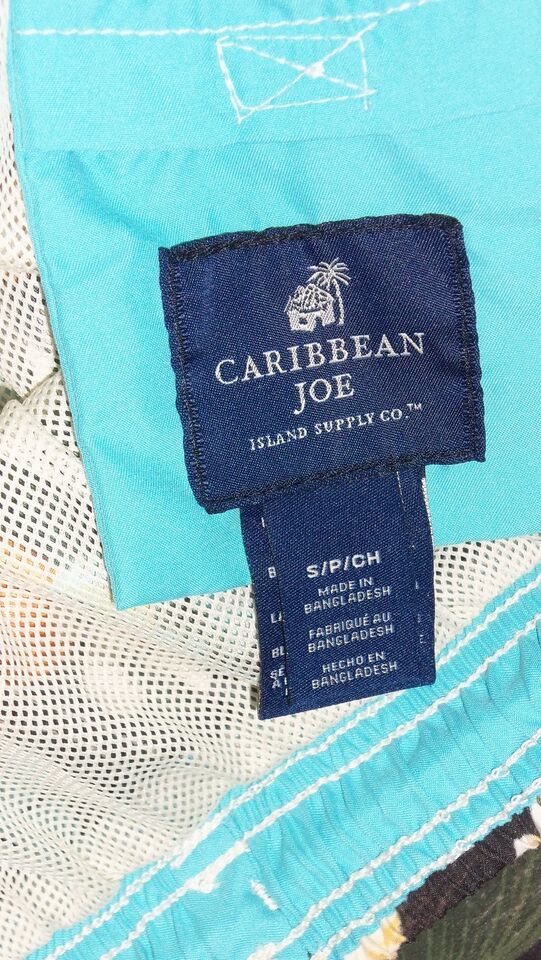 CARIBBEAN
JOE
ISLAND SUPPLY CO.™
S/P/CH
MADE IN
BANGLADESH
FABRIQUÉ AU
BANGLADESH
HECHO EN
BANGLADESH